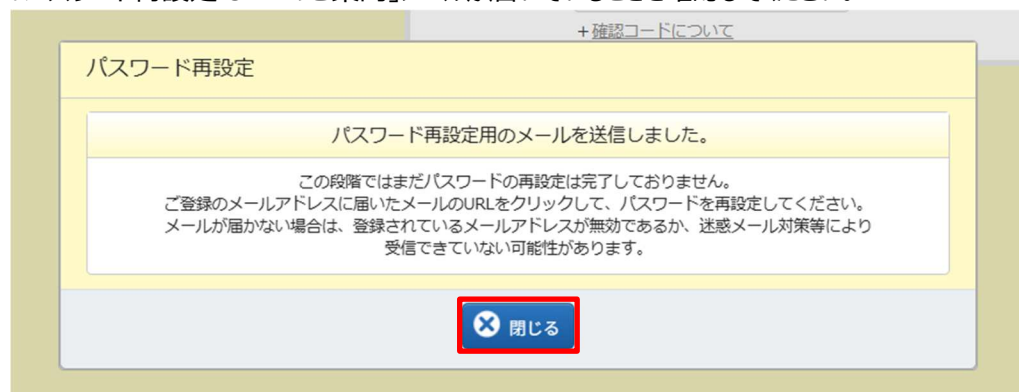 +確認コードについて
パスワード再設定
パスワード再設定用のメールを送信しました。
この段階ではまだパスワードの再設定は完了しておりません。
ご登録のメールアドレスに届いたメールのURLをクリックして、パスワードを再設定してください。
メールが届かない場合は、登録されているメールアドレスが無効であるか、迷惑メール対策等により
受信できていない可能性があります。
閉じる